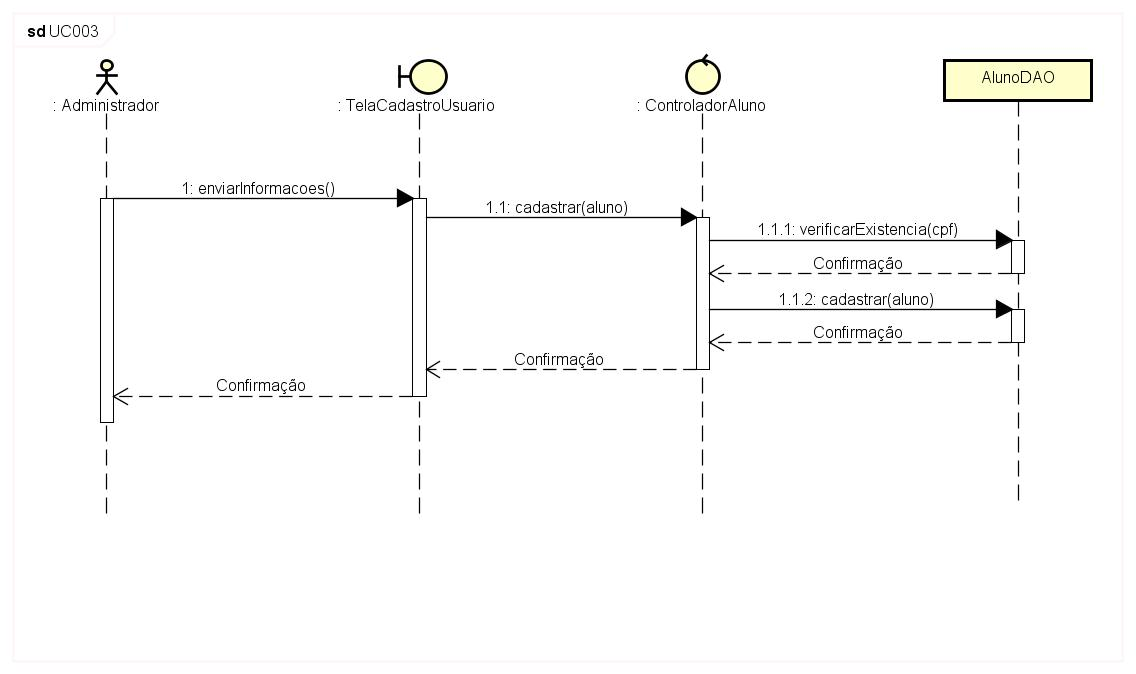 sd UC003
: Administrador
: TelaCadastroUsuario
: ControladorAluno
AlunoDAO
1: enviarInformacoes()
1.1: cadastrar(aluno)
1.1.1: verificarExistencia(cpf)
Confirmação
1.1.2: cadastrar(aluno)
Confirmação
Confirmação
Confirmação